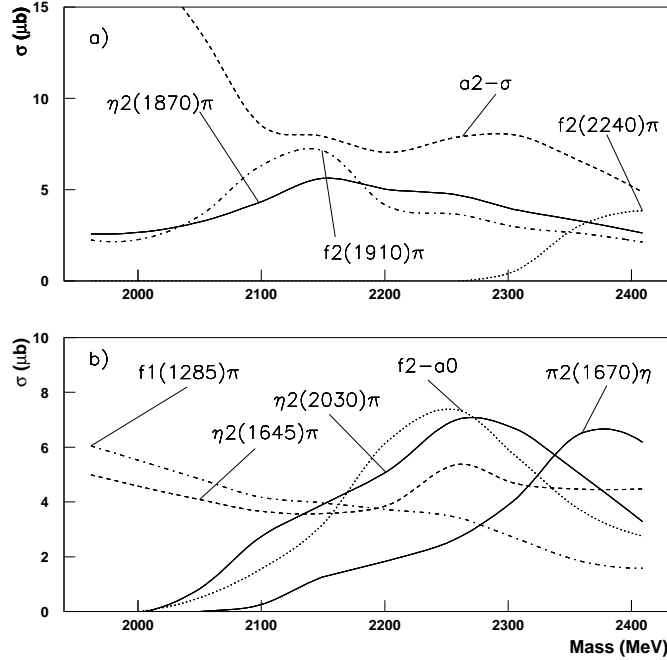 σ (μb)
15
a)
η2(1870)π
a2-σ
f2(2240)π
10
5
f2(1910)π
0
2000 2100 2200 2300 2400
σ (μb)
10
b)
f1(1285)π
f2-a0
π2(1670)η
η2(2030)π
8
η2(1645)π
6
4
2
0
2000 2100 2200 2300 2400
Mass (MeV)